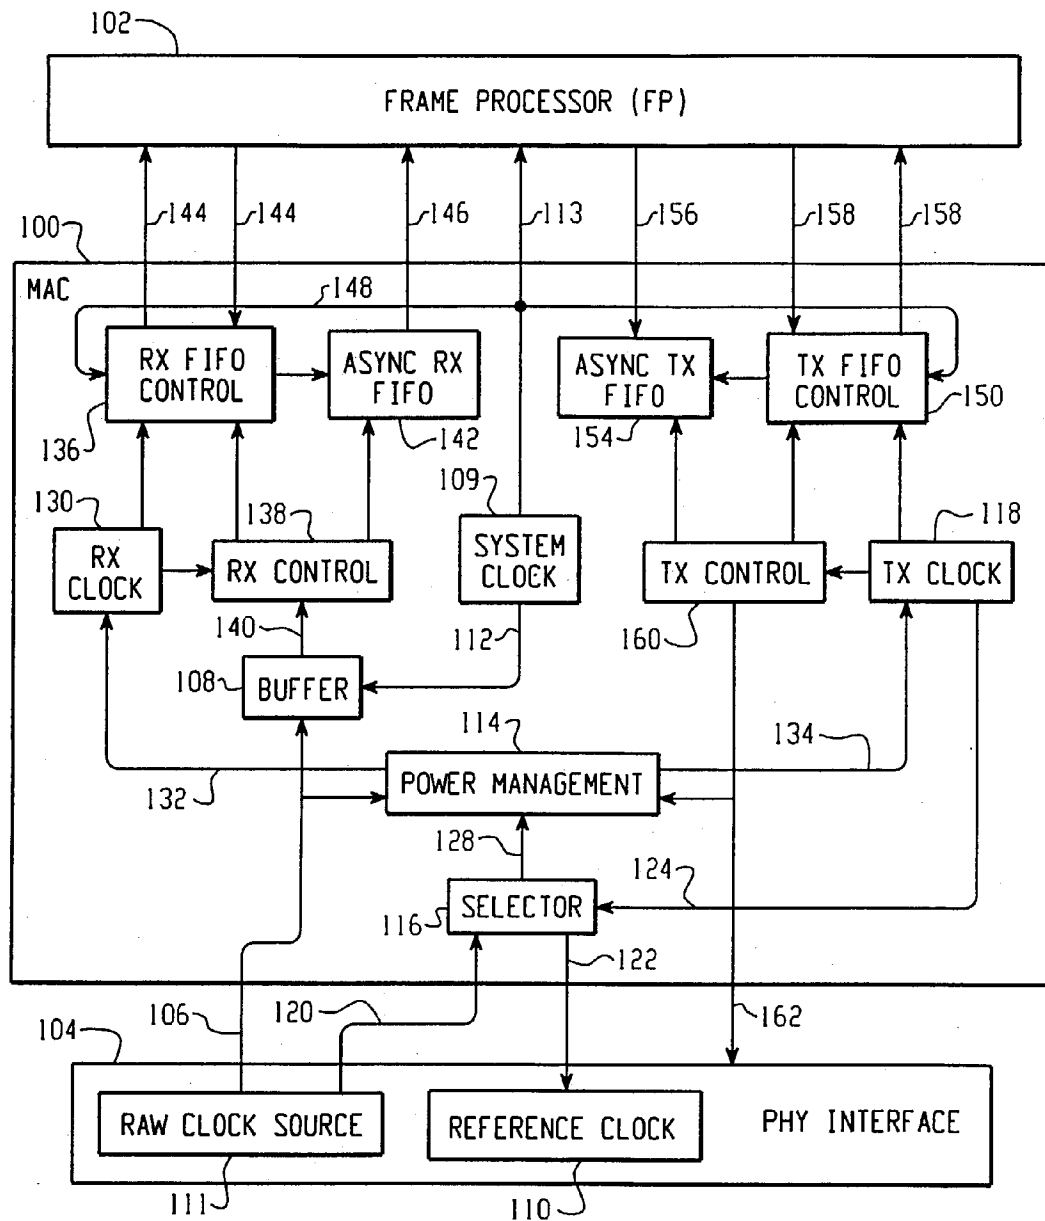 102
FRAME PROCESSOR (FP)
144
144
146
113
156
158
158
100
MAC
148
RX FIFO
CONTROL
ASYNC RX
FIFO
ASYNC TX
FIFO
TX FIFO
CONTROL
136
142
154
150
130
138
109
118
RX
CLOCK
RX CONTROL
SYSTEM
CLOCK
TX CONTROL
TX CLOCK
140
112
160
108
BUFFER
114
134
POWER MANAGEMENT
132
128
124
SELECTOR
116
122
106
120
162
104
RAW CLOCK SOURCE
REFERENCE CLOCK
PHY INTERFACE
111
110